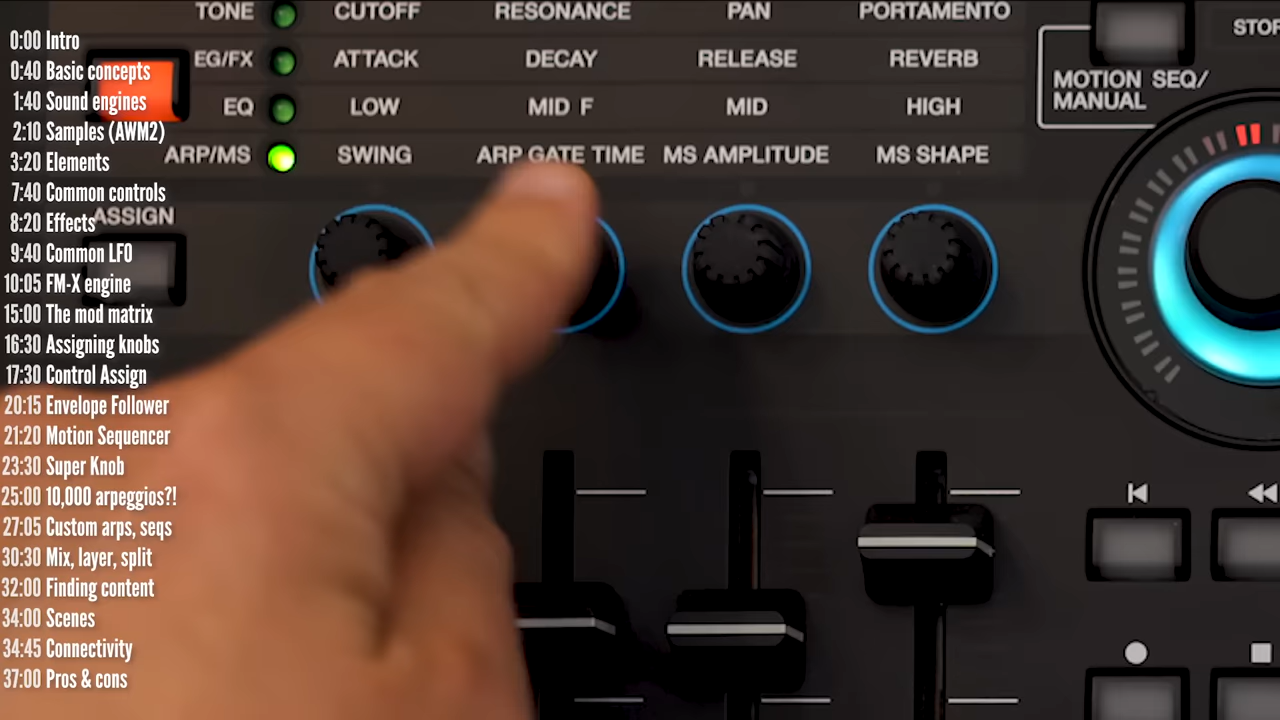 0:00 Intro
0:40 Basic concepts
1:40 Sound engines
2:10 Samples (AWM2)
3:20 Elements
7:40 Common controls
8:20 Effects
9:40 Common LFO
10:05 FM-X engine
15:00 The mod matrix
16:30 Assigning knobs
17:30 Control Assign
20:15 Envelope Follower
21:20 Motion Sequencer
23:30 Super Knob
25:00 10,000 arpeggios?!
27:05 Custom arps, seqs
30:30 Mix, layer, split
32:00 Finding content
34:00 Scenes
34:45 Connectivity
37:00 Pros & cons
TONE CUTOFF RESONANCE PAN PORTAMENTO
EG/FX ATTACK DECAY RELEASE REVERB
EQ LOW MID F MID HIGH
ARP/MS SWING ARP GATE TIME MS AMPLITUDE MS SHAPE
ASSIGN
MOTION SEQ/
MANUAL